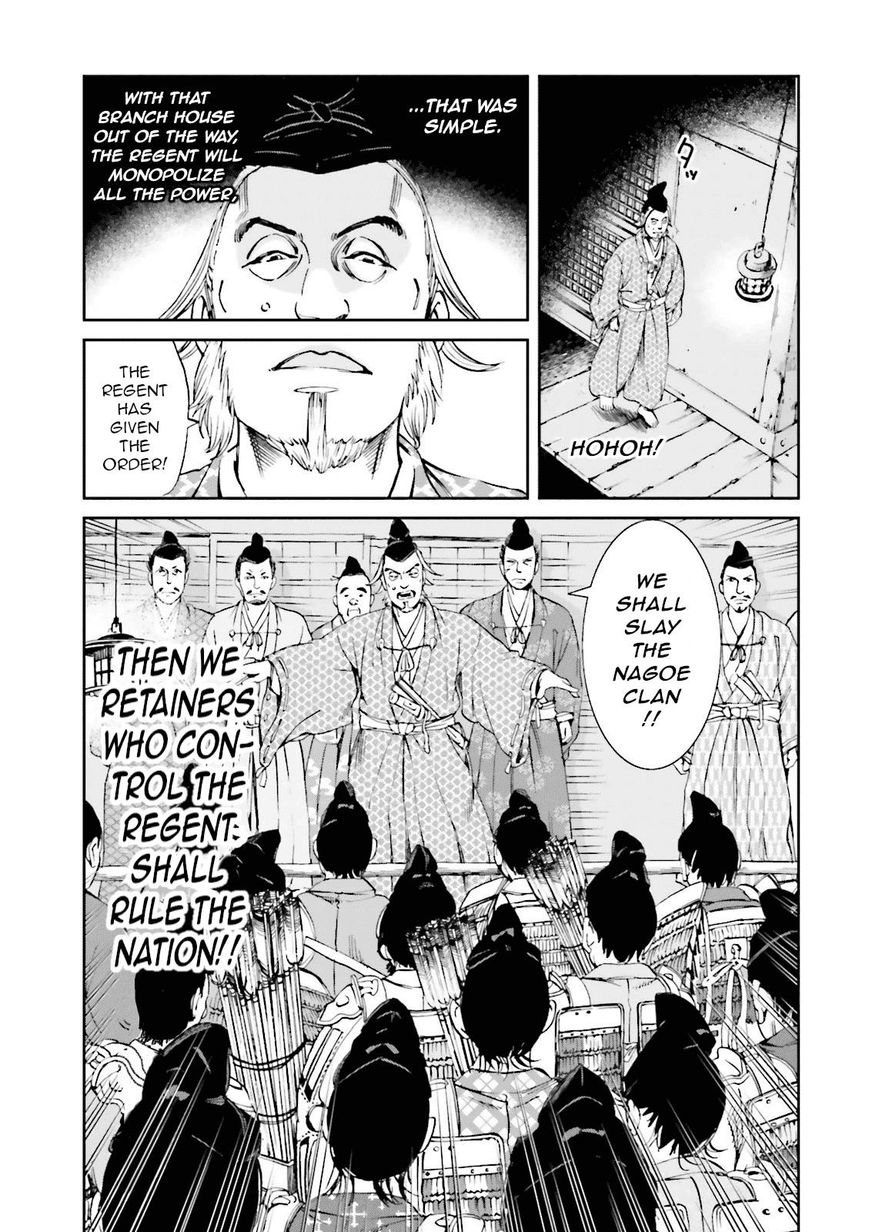 タッ
HOHOH!
...THAT WAS
SIMPLE.
WITH THAT
BRANCH HOUSE
OUT OF THE WAY,
THE REGENT WILL
MONOPOLIZE
ALL THE POWER,
THE
REGENT
HAS
GIVEN
THE
ORDER!
WE
SHALL
SLAY
THE
NAGOE
CLAN
!!
THEN WE
RETAINERS
WHO CON-
TROL THE
REGENT
SHALL
RULE THE
NATION!!